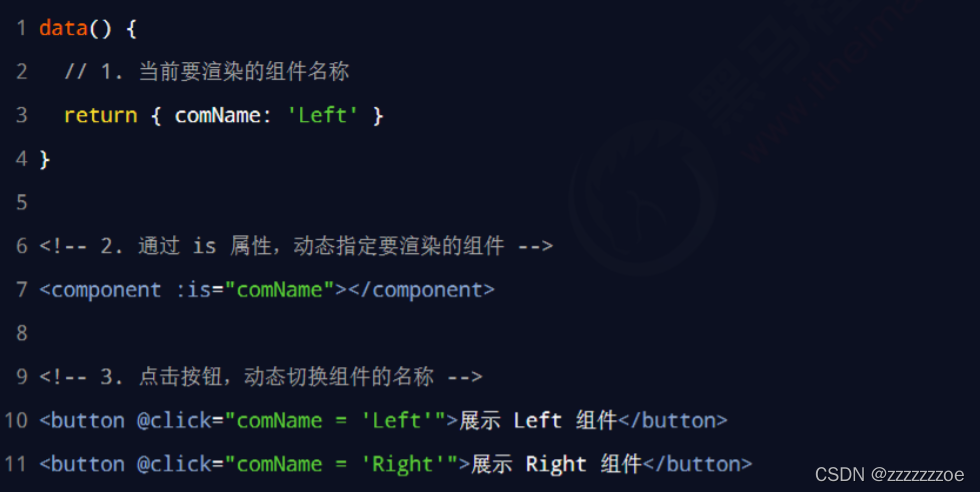 1 data() {
2 // 1. 当前要渲染的组件名称
3 return { comName: 'Left' }
4 }
5
6 <!-- 2. 通过 is 属性，动态指定要渲染的组件 -->
7 <component :is="comName"></component>
8
9 <!-- 3. 点击按钮，动态切换组件的名称 -->
10 <button @click="comName = 'Left'">展示 Left 组件</button>
11 <button @click="comName = 'Right'">展示 Right 组件</button>
CSDN @zzzzzzzoe